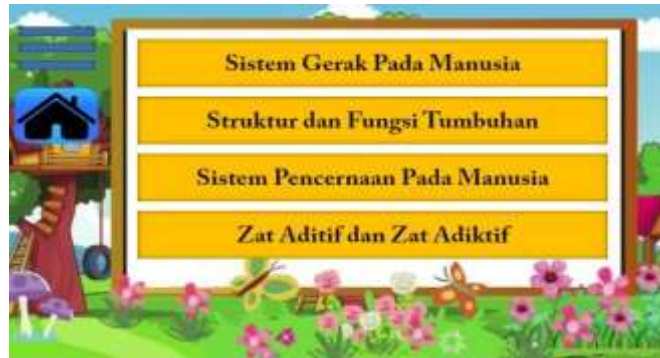 Sistem Gerak Pada Manusia
Struktur dan Fungsi Tumbuhan
Sistem Pencernaan Pada Manusia
Zat Aditif dan Zat Adiktif